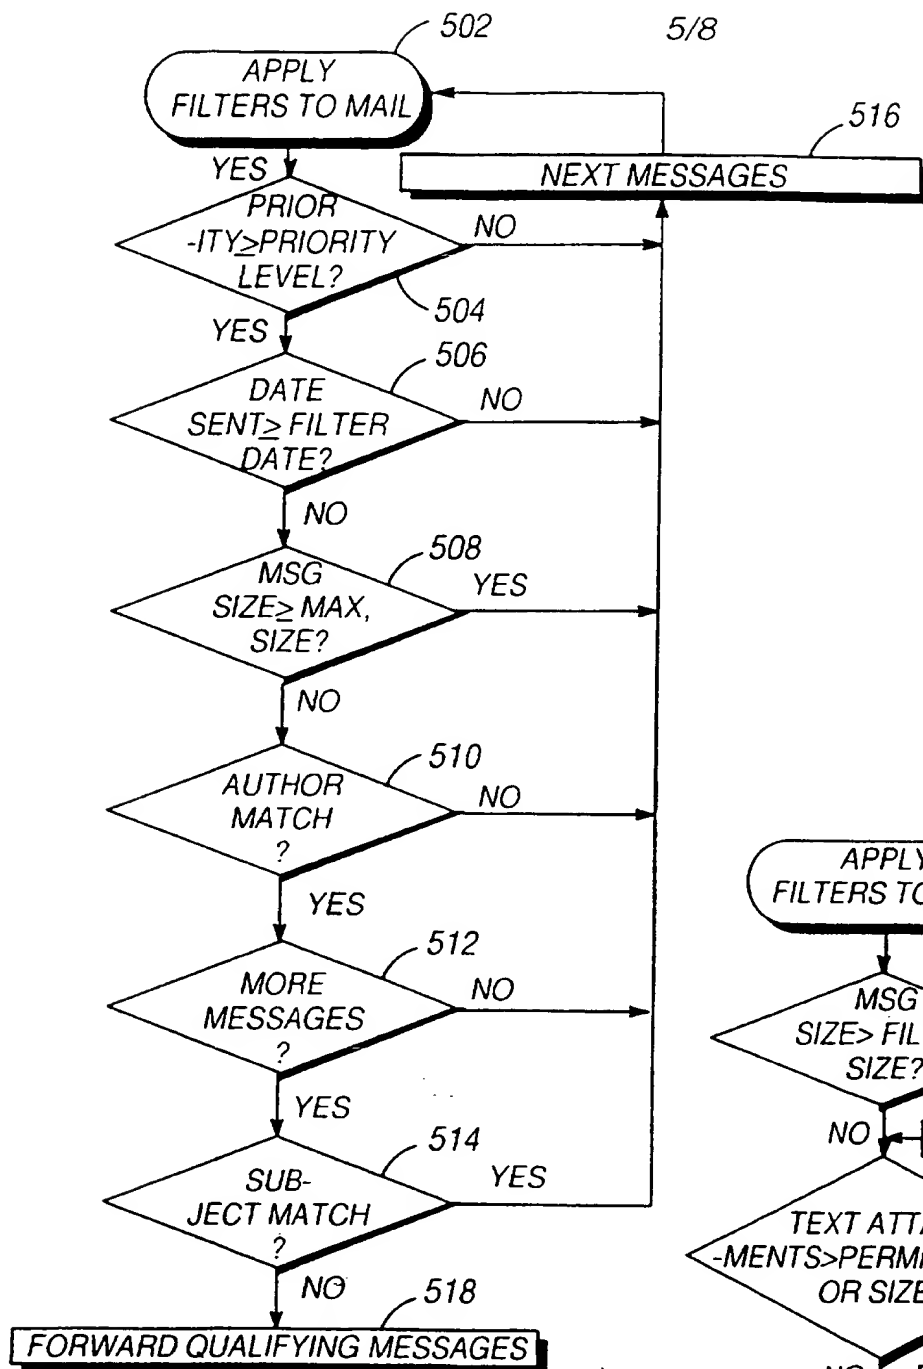 502
5/8
APPLY
FILTERS TO MAIL
516
YES
NEXT MESSAGES
PRIOR
-ITY≥PRIORITY
LEVEL?
NO
504
YES
506
DATE
SENT≥ FILTER
DATE?
NO
NO
508
MSG
SIZE≥ MAX,
SIZE?
YES
NO
510
AUTHOR
MATCH
?
NO
YES
512
MORE
MESSAGES
?
NO
YES
514
SUB-
JECT MATCH
?
YES
NO
518
FORWARD QUALIFYING MESSAGES
APPLY
FILTERS TO
MSG
SIZE> FIL
SIZE?
NO
TEXT ATTA
-MENTS>PERM
OR SIZE
NO